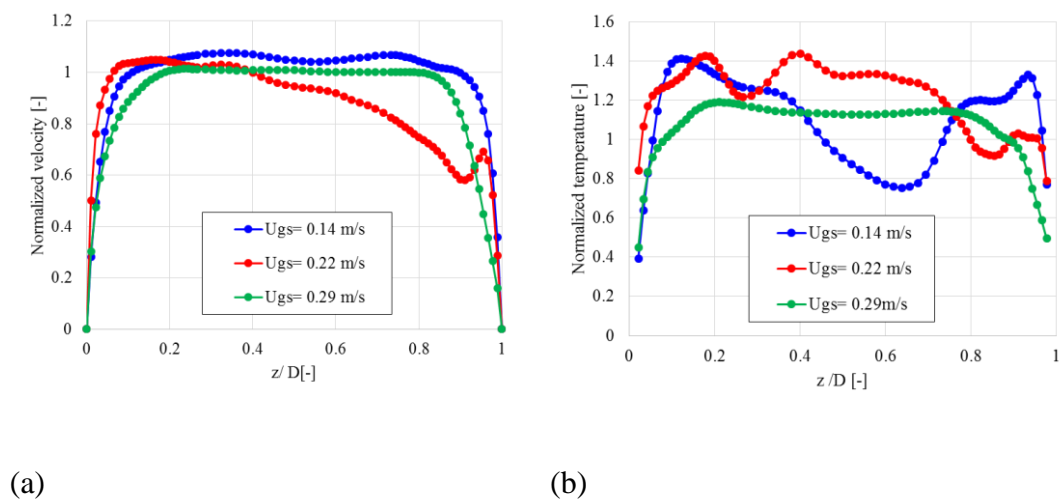 1.2
1
0.8
0.6
0.4
0.2
0
Normalized velocity [-]
Ugs= 0.14 m/s
Ugs= 0.22 m/s
Ugs= 0.29 m/s
0 0.2 0.4 0.6 0.8 1
z/ D[-]
(a)
1.6
1.4
1.2
1
0.8
0.6
0.4
0.2
0
Normalized temperature [-]
Ugs= 0.14 m/s
Ugs= 0.22 m/s
Ugs= 0.29m/s
0 0.2 0.4 0.6 0.8 1
z /D [-]
(b)